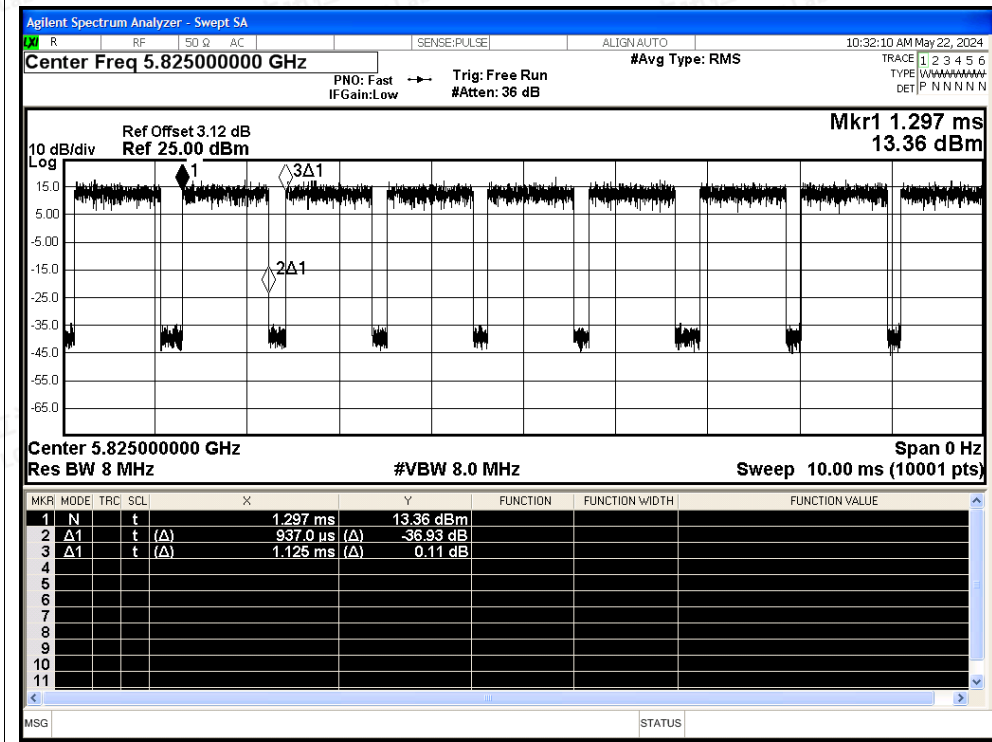 Agilent Spectrum Analyzer - Swept SA
LXI R RF 50 Ω AC SENSE:PULSE ALIGN AUTO 10:32:10 AM May 22, 2024
Center Freq 5.825000000 GHz #Avg Type: RMS TRACE 1 2 3 4 5 6
PNO: Fast Trig: Free Run TYPE WWWWWW
IFGain:Low #Atten: 36 dB DET P N N N N N
Mkr1 1.297 ms
13.36 dBm
Ref Offset 3.12 dB
10 dB/div Ref 25.00 dBm
Log
1 3Δ1
15.0
5.00
-5.00
-15.0 2Δ1
-25.0
-35.0
-45.0
-55.0
-65.0
Center 5.825000000 GHz Span 0 Hz
Res BW 8 MHz #VBW 8.0 MHz Sweep 10.00 ms (10001 pts)
MKR MODE TRC SCL X Y FUNCTION FUNCTION WIDTH FUNCTION VALUE
1 N t 1.297 ms 13.36 dBm
2 Δ1 t (Δ) 937.0 µs (Δ) -36.93 dB
3 Δ1 t (Δ) 1.125 ms (Δ) 0.11 dB
4
5
6
7
8
9
10
11
MSG STATUS